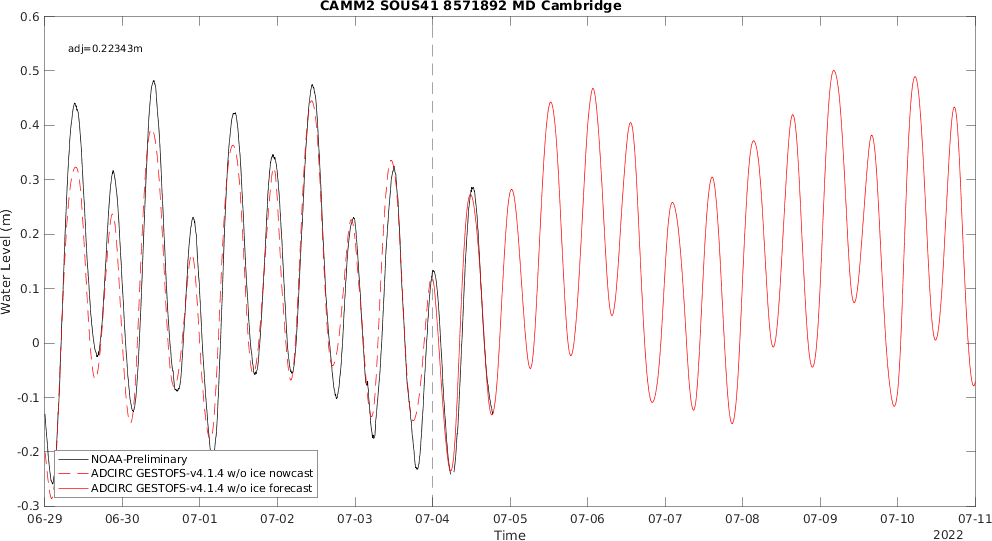 CAMM2 SOUS41 8571892 MD Cambridge
adj=0.22343m
0.6
0.5
0.4
0.3
0.2
0.1
0
-0.1
-0.2
-0.3
Water Level (m)
NOAA-Preliminary
ADCIRC GESTOFS-v4.1.4 w/o ice nowcast
ADCIRC GESTOFS-v4.1.4 w/o ice forecast
06-29 06-30 07-01 07-02 07-03 07-04 07-05 07-06 07-07 07-08 07-09 07-10 07-11
Time
2022